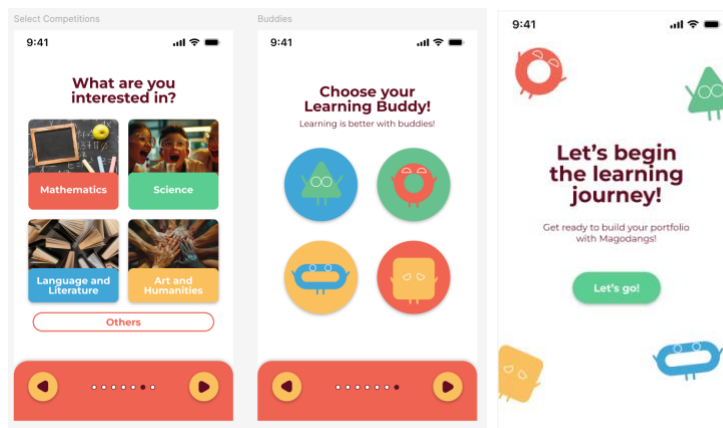 Select Competitions
9:41
What are you
interested in?
Mathematics
Science
Language and
Literature
Art and
Humanities
Others
Buddies
9:41
Choose your
Learning Buddy!
Learning is better with buddies!
9:41
Let's begin
the learning
journey!
Get ready to build your portfolio
with Magodangs!
Let's go!